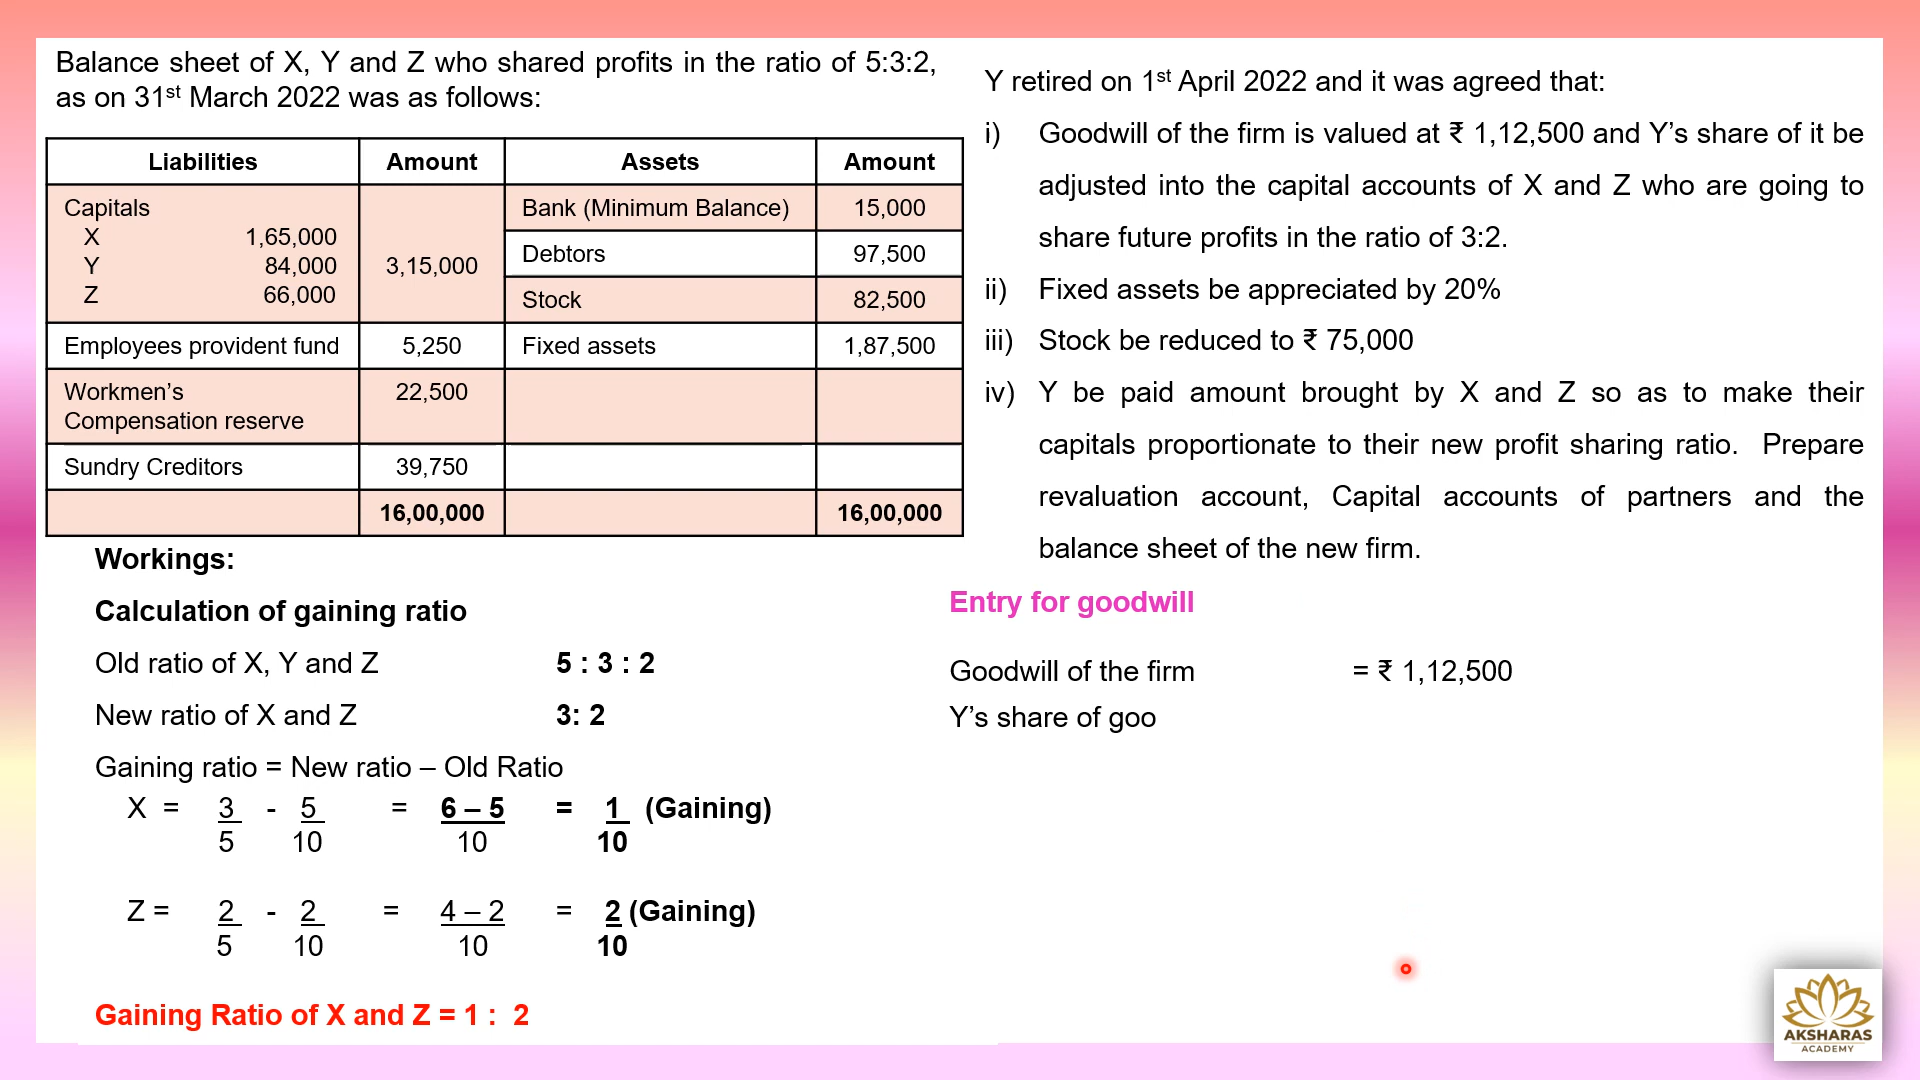 Balance sheet of X, Y and Z who shared profits in the ratio of 5:3:2,
as on 31st March 2022 was as follows:
Liabilities Amount Assets Amount
Capitals Bank (Minimum Balance) 15,000
X 1,65,000
Y 84,000 3,15,000 Debtors 97,500
Z 66,000 Stock 82,500
Employees provident fund 5,250 Fixed assets 1,87,500
Workmen’s 22,500
Compensation reserve
Sundry Creditors 39,750
16,00,000 16,00,000
Y retired on 1st April 2022 and it was agreed that:
i) Goodwill of the firm is valued at ₹ 1,12,500 and Y’s share of it be
adjusted into the capital accounts of X and Z who are going to
share future profits in the ratio of 3:2.
ii) Fixed assets be appreciated by 20%
iii) Stock be reduced to ₹ 75,000
iv) Y be paid amount brought by X and Z so as to make their
capitals proportionate to their new profit sharing ratio. Prepare
revaluation account, Capital accounts of partners and the
balance sheet of the new firm.
Workings:
Calculation of gaining ratio
Old ratio of X, Y and Z 5 : 3 : 2
New ratio of X and Z 3: 2
Gaining ratio = New ratio – Old Ratio
X = 3 - 5 = 6 – 5 = 1 (Gaining)
5 10 10 10
Z = 2 - 2 = 4 – 2 = 2 (Gaining)
5 10 10 10
Gaining Ratio of X and Z = 1 : 2
Entry for goodwill
Goodwill of the firm = ₹ 1,12,500
Y’s share of goo
AKSHARAS
ACADEMY